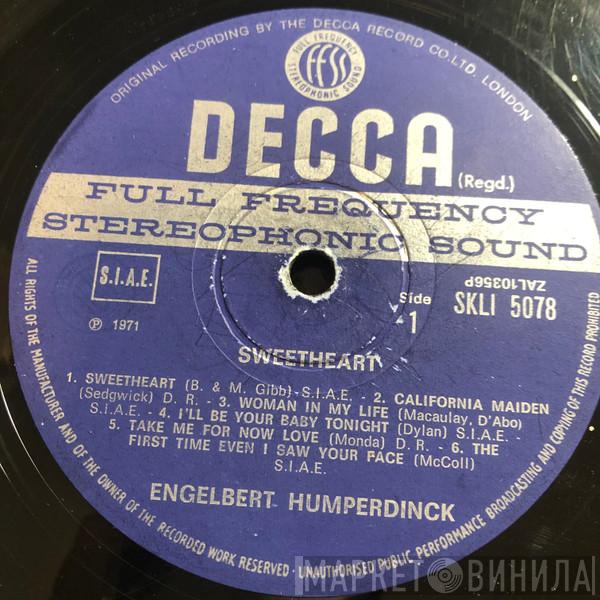 ORIGINAL RECORDING BY THE DECCA RECORD CO. LTD. LONDON
FULL FREQUENCY
ffss
STEREOPHONIC SOUND
DECCA
(Regd.)
FULL FREQUENCY
STEREOPHONIC SOUND
S.I.A.E.
Side
1
SKLI 5078
ZAL10356P
℗ 1971
SWEETHEART
1. SWEETHEART (B. & M. Gibb) - S.I.A.E. - 2. CALIFORNIA MAIDEN
(Sedgwick) D. R. - 3. WOMAN IN MY LIFE (Macaulay, D'Abo)
S.I.A.E. - 4. I'LL BE YOUR BABY TONIGHT (Dylan) S.I.A.E. -
5. TAKE ME FOR NOW LOVE (Monda) D. R. - 6. THE
FIRST TIME EVEN I SAW YOUR FACE (McColl)
S.I.A.E.
ENGELBERT HUMPERDINCK
ALL RIGHTS OF THE MANUFACTURER AND OF THE OWNER OF THE RECORDED WORK RESERVED · UNAUTHORISED PUBLIC PERFORMANCE BROADCASTING AND COPYING OF THIS RECORD PROHIBITED
МАРКЕТ ВИНИЛА